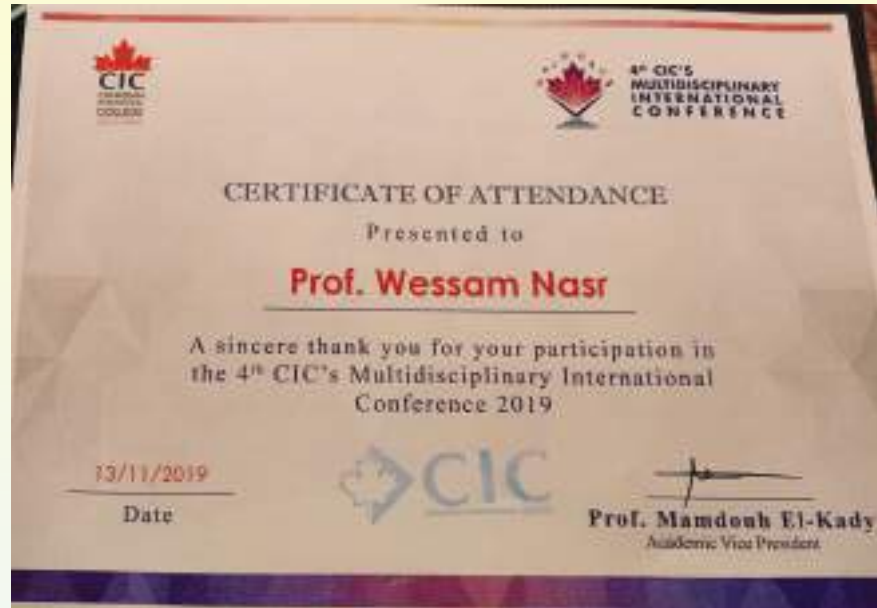 CIC
COLLEGE
4th CIC'S
MULTIDISCIPLINARY
INTERNATIONAL
CONFERENCE
CERTIFICATE OF ATTENDANCE
Presented to
Prof. Wessam Nasr
A sincere thank you for your participation in
the 4th CIC's Multidisciplinary International
Conference 2019
13/11/2019
Date
CIC
Prof. Mamdouh El-Kady
Academic Vice President